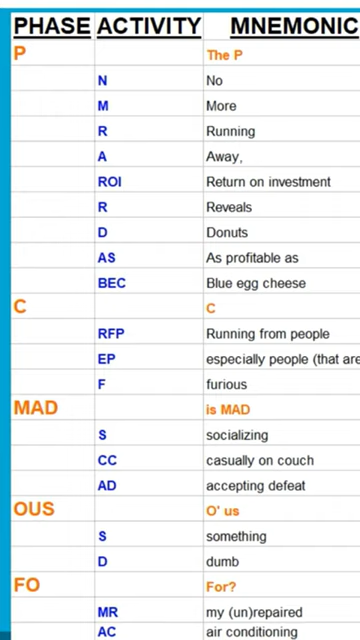 PHASE ACTIVITY MNEMONIC
P The P
N No
M More
R Running
A Away,
ROI Return on investment
R Reveals
D Donuts
AS As profitable as
BEC Blue egg cheese
C C
RFP Running from people
EP especially people (that are
F furious
MAD is MAD
S socializing
CC casually on couch
AD accepting defeat
OUS O' us
S something
D dumb
FO For?
MR my (un)repaired
AC air conditioning